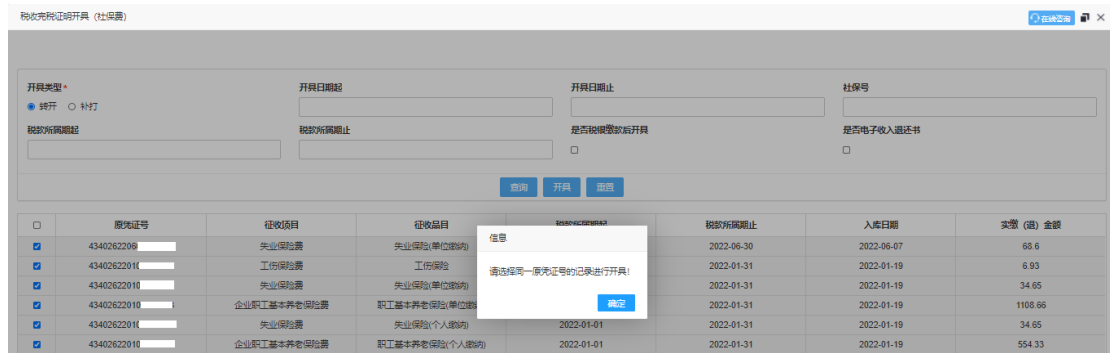 税收完税证明开具（社保费）
在线咨询
开具类型* 开具日期起 开具日期止 社保号
转开 补打
税款所属期起 税款所属期止 是否税银缴款后开具 是否电子收入退还书
查询 开具 重置
原凭证号 征收项目 征收品目 税款所属期起 税款所属期止 入库日期 实缴（退）金额
信息
434026220 失业保险费 失业保险(单位缴纳) 2022-06-30 2022-06-07 68.6
43402622010 工伤保险费 工伤保险 2022-01-31 2022-01-19 6.93
请选择同一原凭证号的记录进行开具！
43402622010 失业保险费 失业保险(单位缴纳) 2022-01-31 2022-01-19 34.65
43402622010 企业职工基本养老保险费 职工基本养老保险(单位缴 2022-01-31 2022-01-19 1108.66
确定
43402622010 失业保险费 失业保险(个人缴纳) 2022-01-01 2022-01-31 2022-01-19 34.65
43402622010 企业职工基本养老保险费 职工基本养老保险(个人缴纳) 2022-01-01 2022-01-31 2022-01-19 554.33